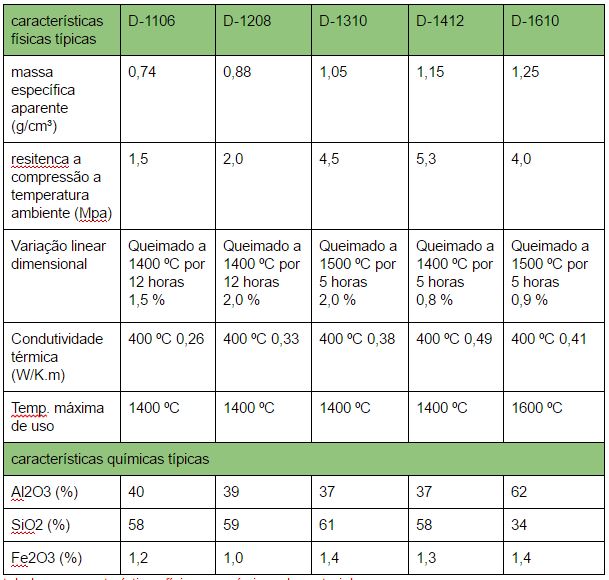 características físicas típicas D-1106 D-1208 D-1310 D-1412 D-1610
massa específica aparente (g/cm³) 0,74 0,88 1,05 1,15 1,25
resitenca a compressão a temperatura ambiente (Mpa) 1,5 2,0 4,5 5,3 4,0
Variação linear dimensional Queimado a 1400 ºC por 12 horas 1,5 % Queimado a 1400 ºC por 12 horas 2,0 % Queimado a 1500 ºC por 5 horas 2,0 % Queimado a 1400 ºC por 5 horas 0,8 % Queimado a 1500 ºC por 5 horas 0,9 %
Condutividade térmica (W/K.m) 400 ºC 0,26 400 ºC 0,33 400 ºC 0,38 400 ºC 0,49 400 ºC 0,41
Temp. máxima de uso 1400 ºC 1400 ºC 1400 ºC 1400 ºC 1600 ºC
características químicas típicas
Al2O3 (%) 40 39 37 37 62
SiO2 (%) 58 59 61 58 34
Fe2O3 (%) 1,2 1,0 1,4 1,3 1,4